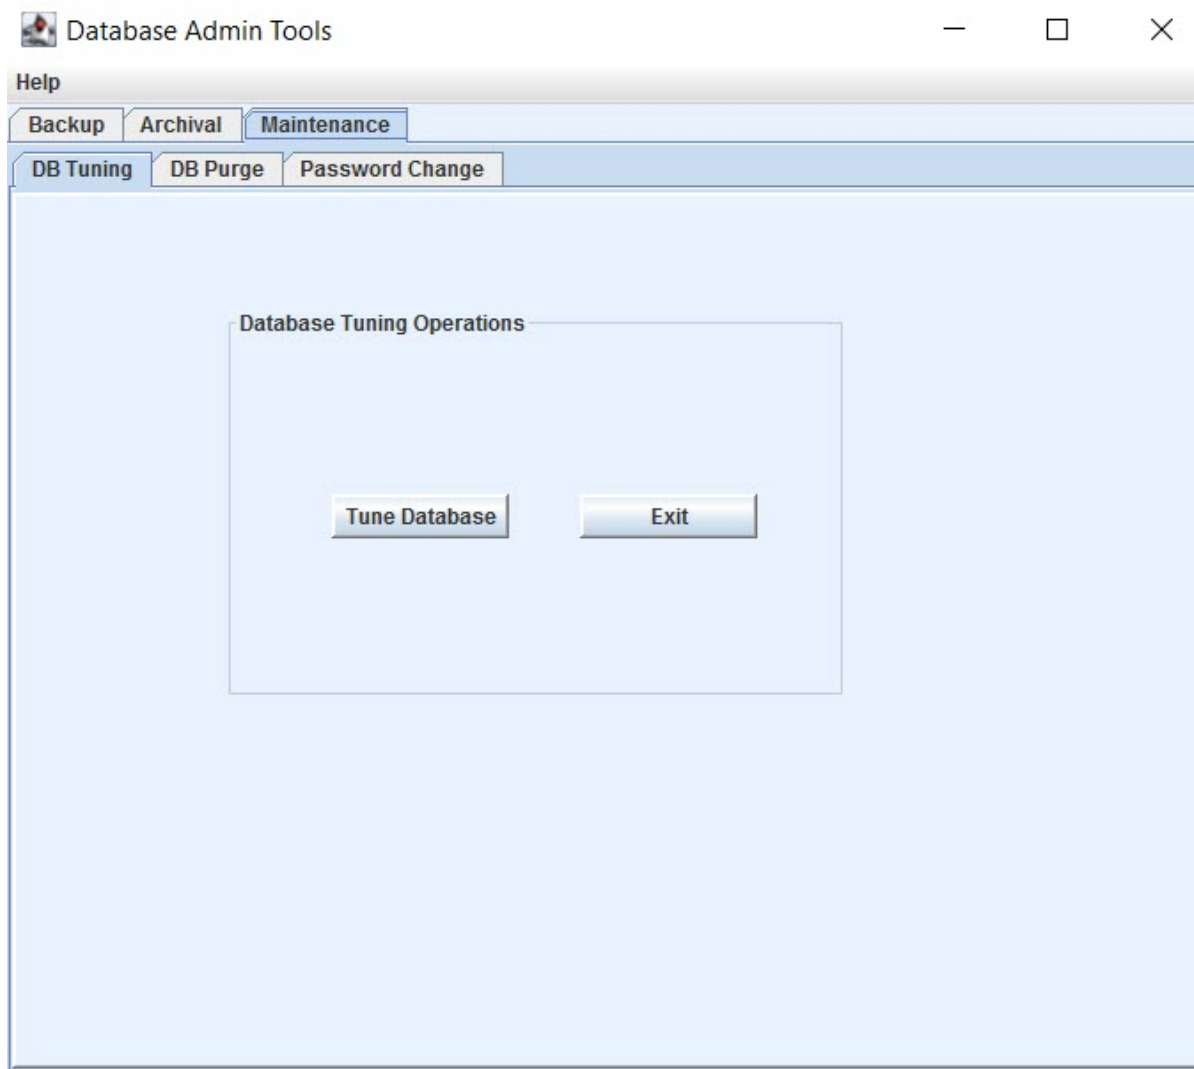 Database Admin Tools
Help
Backup Archival Maintenance
DB Tuning DB Purge Password Change
Database Tuning Operations
Tune Database Exit